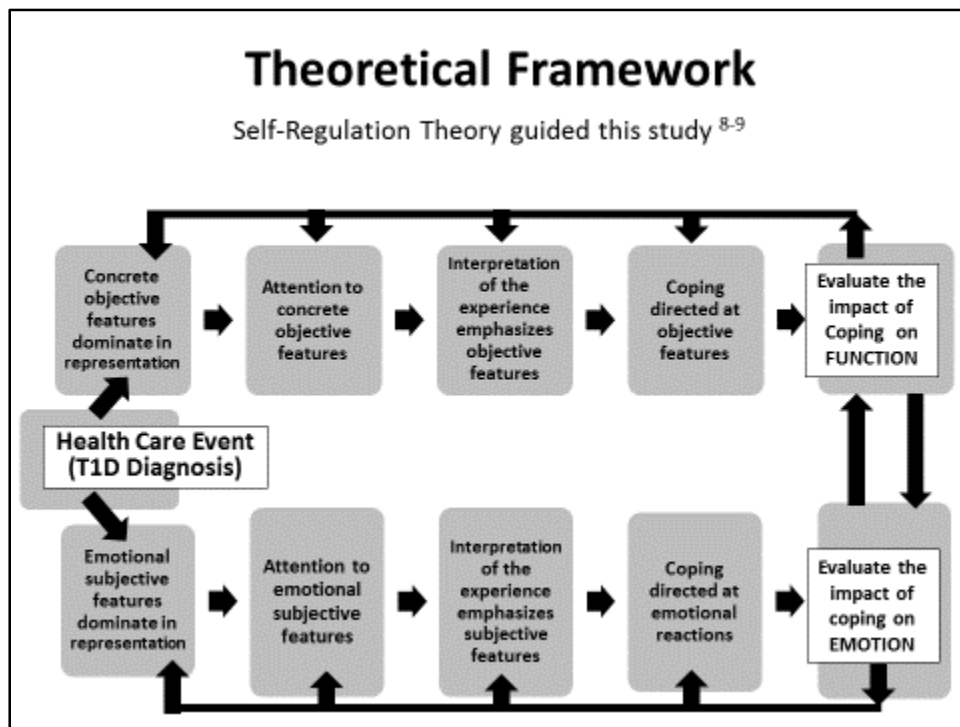 Theoretical Framework
Self-Regulation Theory guided this study 8-9
Concrete
objective
features
dominate in
representation
Attention to
concrete
objective
features
Interpretation
of the
experience
emphasizes
objective
features
Coping
directed at
objective
features
Evaluate the
impact of
Coping on
FUNCTION
Health Care Event
(T1D Diagnosis)
Emotional
subjective
features
dominate in
representation
Attention to
emotional
subjective
features
Interpretation
of the
experience
emphasizes
subjective
features
Coping
directed at
emotional
reactions
Evaluate the
impact of
coping on
EMOTION